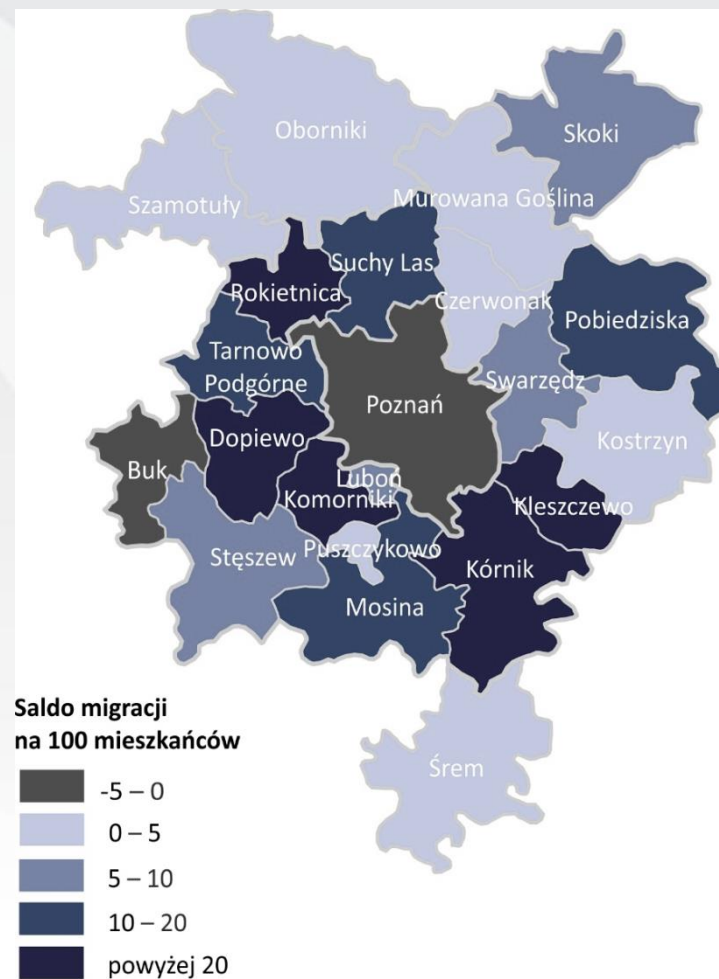 Oborniki
Skoki
Szamotuły
Murowana Goślina
Suchy Las
Rokietnica
Czerwonak
Pobiedziska
Tarnowo
Podgórne
Swarzędz
Poznań
Kostrzyn
Dopiewo
Buk
Luboń
Komorniki
Kleszczewo
Puszczykowo
Stęszew
Kórnik
Mosina
Śrem
Saldo migracji
na 100 mieszkańców
-5 – 0
0 – 5
5 – 10
10 – 20
powyżej 20